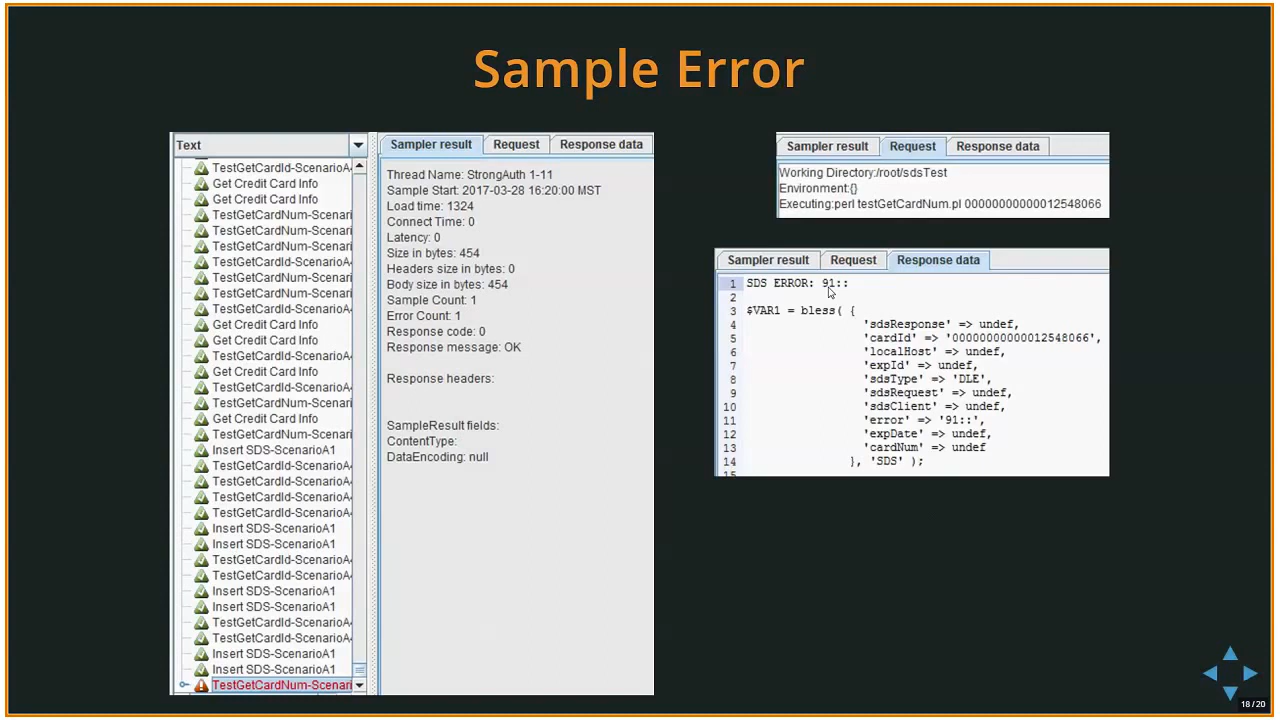 Sample Error
Text
TestGetCardId-ScenarioA
Get Credit Card Info
Get Credit Card Info
TestGetCardNum-Scenari
TestGetCardNum-Scenari
TestGetCardNum-Scenari
TestGetCardId-ScenarioA
TestGetCardNum-Scenari
TestGetCardId-ScenarioA
TestGetCardNum-Scenari
Get Credit Card Info
TestGetCardNum-Scenari
TestGetCardId-ScenarioA
Get Credit Card Info
TestGetCardId-ScenarioA
TestGetCardNum-Scenari
Get Credit Card Info
TestGetCardNum-Scenari
Insert SDS-ScenarioA1
TestGetCardId-ScenarioA
TestGetCardId-ScenarioA
TestGetCardId-ScenarioA
TestGetCardId-ScenarioA
Insert SDS-ScenarioA1
Insert SDS-ScenarioA1
TestGetCardId-ScenarioA
TestGetCardId-ScenarioA
Insert SDS-ScenarioA1
Insert SDS-ScenarioA1
TestGetCardId-ScenarioA
TestGetCardId-ScenarioA
Insert SDS-ScenarioA1
Insert SDS-ScenarioA1
TestGetCardNum-Scenari
Sampler result Request Response data
Thread Name: StrongAuth 1-11
Sample Start: 2017-03-28 16:20:00 MST
Load time: 1324
Connect Time: 0
Latency: 0
Size in bytes: 454
Headers size in bytes: 0
Body size in bytes: 454
Sample Count: 1
Error Count: 1
Response code: 0
Response message: OK
Response headers:
SampleResult fields:
ContentType:
DataEncoding: null
Sampler result Request Response data
Working Directory:/root/sdsTest
Environment:{}
Executing:perl testGetCardNum.pl 00000000000012548066
Sampler result Request Response data
1 SDS ERROR: 91::
2
3 $VAR1 = bless( {
4 'sdsResponse' => undef,
5 'cardId' => '00000000000012548066',
6 'localHost' => undef,
7 'expId' => undef,
8 'sdsType' => 'DLE',
9 'sdsRequest' => undef,
10 'sdsClient' => undef,
11 'error' => '91::',
12 'expDate' => undef,
13 'cardNum' => undef
14 }, 'SDS' );
15
18 / 20